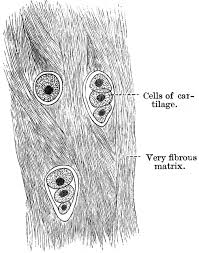 Cells of car-
tilage.
Very fibrous
matrix.